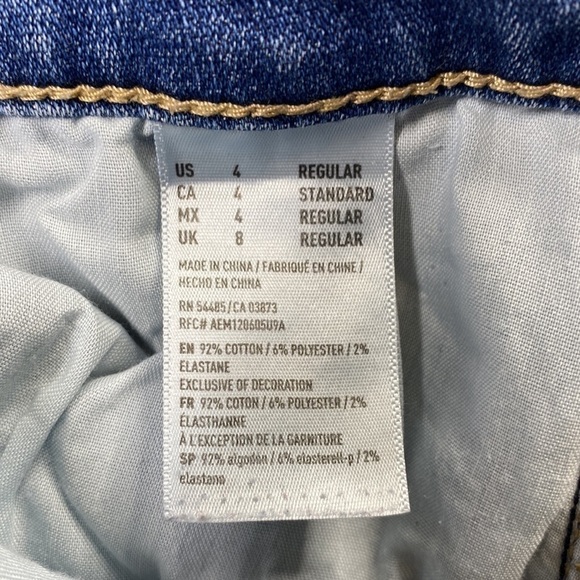 US 4 REGULAR
CA 4 STANDARD
MX 4 REGULAR
UK 8 REGULAR
MADE IN CHINA / FABRIQUÉ EN CHINE /
HECHO EN CHINA
RN 54485/CA 03873
RFC# AEM120605U9A
EN 92% COTTON / 6% POLYESTER / 2%
ELASTANE
EXCLUSIVE OF DECORATION
FR 92% COTON / 6% POLYESTER / 2%
ÉLASTHANNE
À L'EXCEPTION DE LA GARNITURE
SP 92% algodón / 6% elasterell-p / 2%
elastano